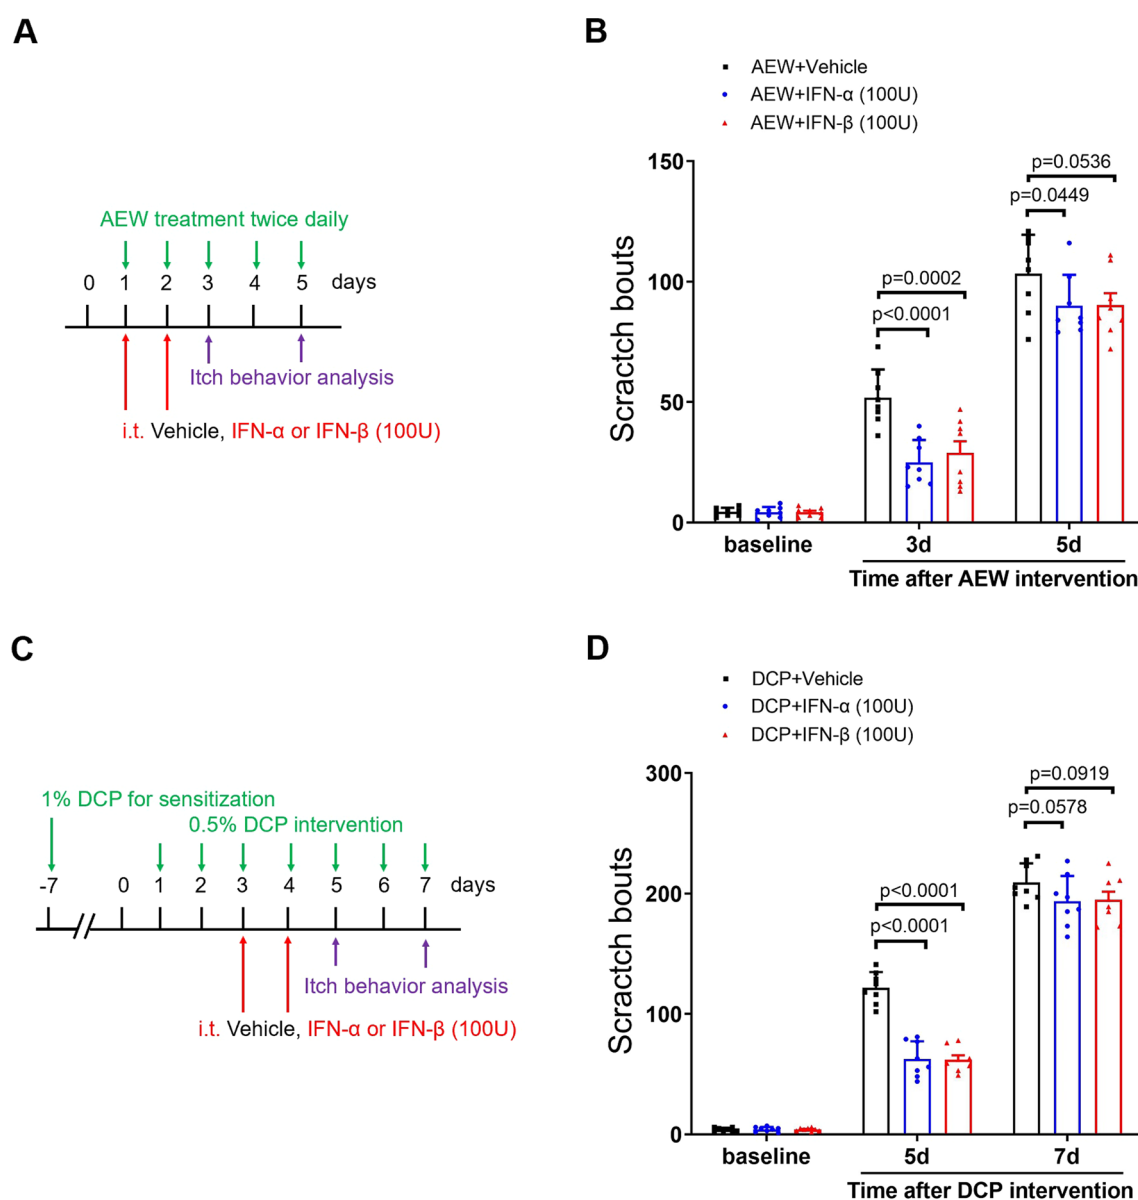 A
AEW treatment twice daily
0 1 2 3 4 5 days
Itch behavior analysis
i.t. Vehicle, IFN-α or IFN-β (100U)
B
AEW+Vehicle
AEW+IFN-α (100U)
AEW+IFN-β (100U)
Scractch bouts
150
100
50
0
p=0.0536
p=0.0449
p=0.0002
p<0.0001
baseline 3d 5d
Time after AEW intervention
C
1% DCP for sensitization
0.5% DCP intervention
-7 0 1 2 3 4 5 6 7 days
Itch behavior analysis
i.t. Vehicle, IFN-α or IFN-β (100U)
D
DCP+Vehicle
DCP+IFN-α (100U)
DCP+IFN-β (100U)
Scractch bouts
300
200
100
0
p=0.0919
p=0.0578
p<0.0001
p<0.0001
baseline 5d 7d
Time after DCP intervention